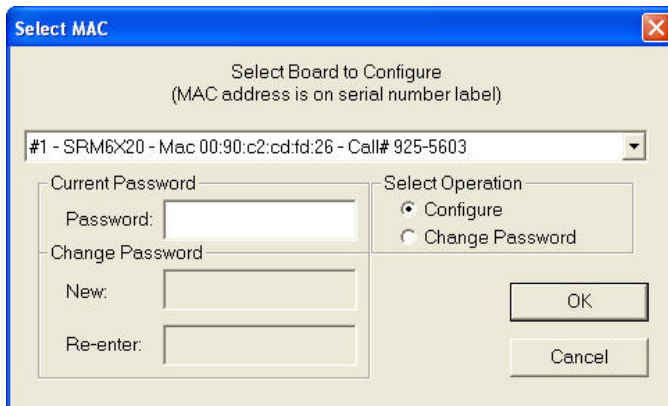 Select MAC
Select Board to Configure
(MAC address is on serial number label)
#1 - SRM6X20 - Mac 00:90:c2:cd:fd:26 - Call# 925-5603
Current Password
Password:
Select Operation
Configure
Change Password
Change Password
New:
Re-enter:
OK
Cancel